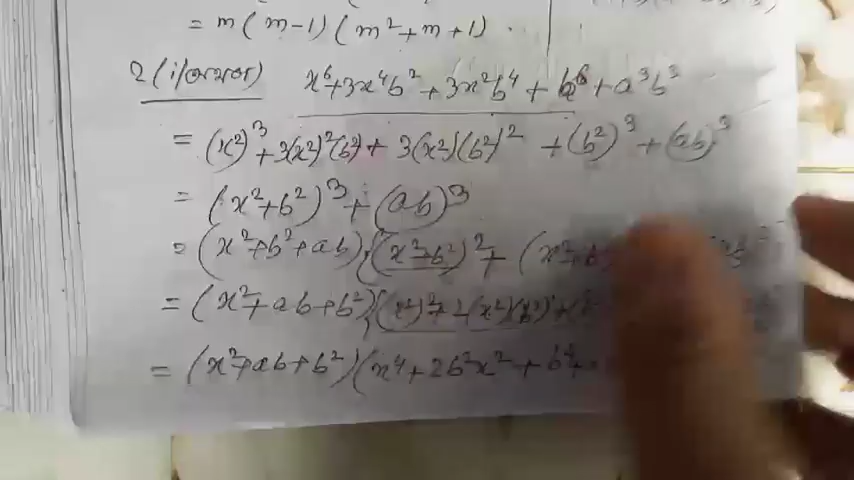 = m(m-1)(m²+m+1).
2(i/অথবা) x⁶+3x⁴b²+3x²b⁴+b⁶+a³b³
= (x²)³+3(x²)²(b²)+3(x²)(b²)²+(b²)³+(ab)³
= (x²+b²)³+(ab)³
= (x²+b²+ab){(x²+b²)²+(x²+b
= (x²+ab+b²){(x²)²+2(x²)(b²)+(
= (x²+ab+b²)(x⁴+2b²x²+b⁴+